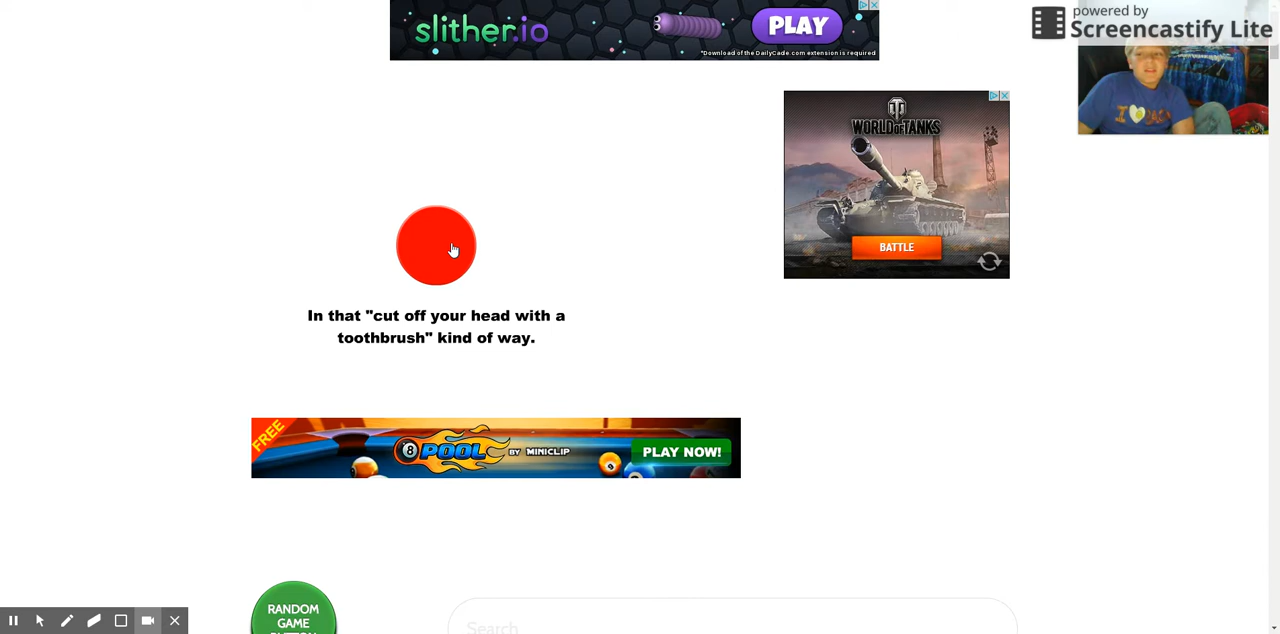 slither.io
PLAY
*Download of the DailyCade.com extension is required
powered by
Screencastify Lite
WORLD OF TANKS
I
BATTLE
In that "cut off your head with a
toothbrush" kind of way.
FREE
8 POOL BY MINICLIP
PLAY NOW!
RANDOM
GAME
Search